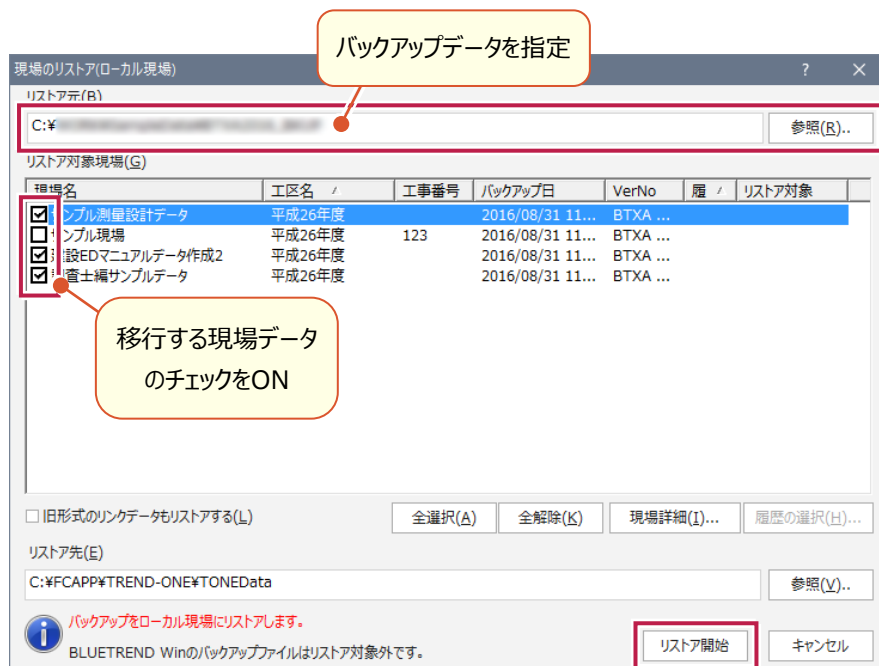 バックアップデータを指定
現場のリストア(ローカル現場) ? ×
リストア元(B)
C:¥
参照(R)..
リストア対象現場(G)
現場名 工区名 工事番号 バックアップ日 VerNo 履 リストア対象
サンプル測量設計データ 平成26年度 2016/08/31 11... BTXA ...
サンプル現場 平成26年度 123 2016/08/31 11... BTXA ...
建設EDマニュアルデータ作成2 平成26年度 2016/08/31 11... BTXA ...
査士編サンプルデータ 平成26年度 2016/08/31 11... BTXA ...
移行する現場データ
のチェックをON
旧形式のリンクデータもリストアする(L) 全選択(A) 全解除(K) 現場詳細(I)... 履歴の選択(H)...
リストア先(E)
C:¥FCAPP¥TREND-ONE¥TONEData 参照(V)..
バックアップをローカル現場にリストアします。
BLUETREND Winのバックアップファイルはリストア対象外です。
リストア開始 キャンセル